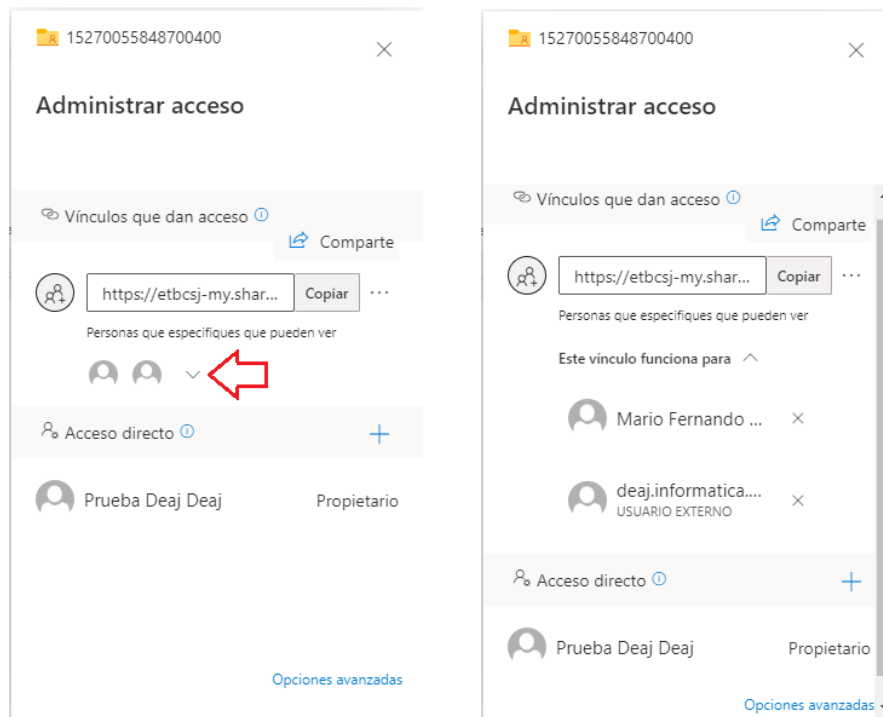 15270055848700400
Administrar acceso
Vínculos que dan acceso
Comparte
https://etbcsj-my.shar...
Copiar
...
Personas que especifiques que pueden ver
Acceso directo
Prueba Deaj Deaj
Propietario
Opciones avanzadas
15270055848700400
Administrar acceso
Vínculos que dan acceso
Comparte
https://etbcsj-my.shar...
Copiar
...
Personas que especifiques que pueden ver
Este vínculo funciona para
Mario Fernando ...
deaj.informatica....
USUARIO EXTERNO
Acceso directo
Prueba Deaj Deaj
Propietario
Opciones avanzadas